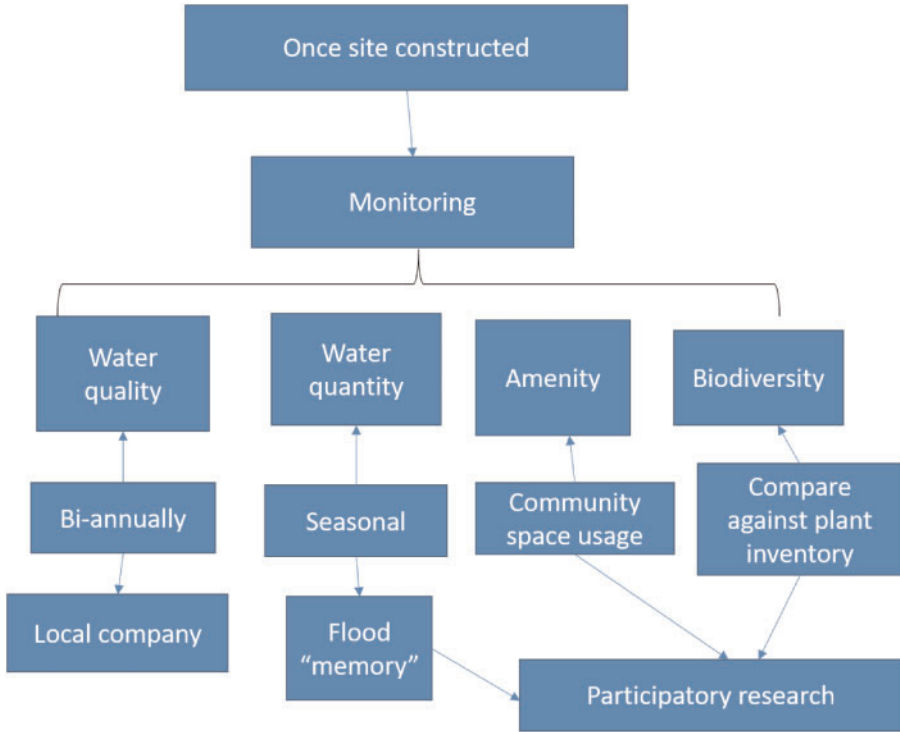 Once site constructed
Monitoring
Water
quality
Water
quantity
Amenity
Biodiversity
Bi-annually
Seasonal
Community
space usage
Compare
against plant
inventory
Local company
Flood
“memory”
Participatory research